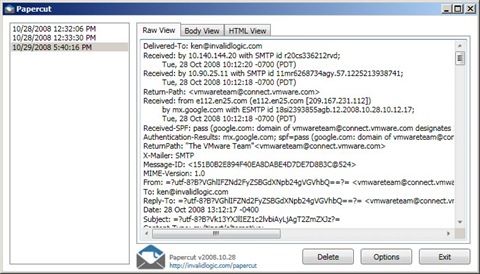 Papercut
10/28/2008 12:32:06 PM
10/28/2008 12:33:30 PM
10/29/2008 5:40:16 PM
Raw View
Body View
HTML View
Delivered-To: ken@invalidlogic.com
Received: by 10.140.144.20 with SMTP id r20cs336212rvd;
Tue, 28 Oct 2008 10:12:20 -0700 (PDT)
Received: by 10.90.25.11 with SMTP id 11mr6268734agy.57.1225213938741;
Tue, 28 Oct 2008 10:12:18 -0700 (PDT)
Return-Path: <vmwareteam@connect.vmware.com>
Received: from e112.en25.com (e112.en25.com [209.167.231.112])
by mx.google.com with ESMTP id 18si2393855agb.12.2008.10.28.10.12.17;
Tue, 28 Oct 2008 10:12:18 -0700 (PDT)
Received-SPF: pass (google.com: domain of vmwareteam@connect.vmware.com designates
Authentication-Results: mx.google.com; spf=pass (google.com: domain of vmwareteam@c
ReturnPath: "The VMware Team"<vmwareteam@connect.vmware.com>
X-Mailer: SMTP
Message-ID: <151B0B2E894F40EA8DABE4D7DE7D8B3C@524>
MIME-Version: 1.0
From: =?utf-8?B?VGhlIFZNd2FyZSBGdXNpb24gVGVhbQ==?= <vmwareteam@connect.vmw
To: ken@invalidlogic.com
Reply-To: =?utf-8?B?VGhlIFZNd2FyZSBGdXNpb24gVGVhbQ==?= <vmwareteam@connect.
Date: 28 Oct 2008 13:12:17 -0400
Subject: =?utf-8?B?Vk13YXJlIEZ1c2lvbiAyLjAgT2ZmZXJz?=
Papercut v2008.10.28
http://invalidlogic.com/papercut
Delete
Options
Exit